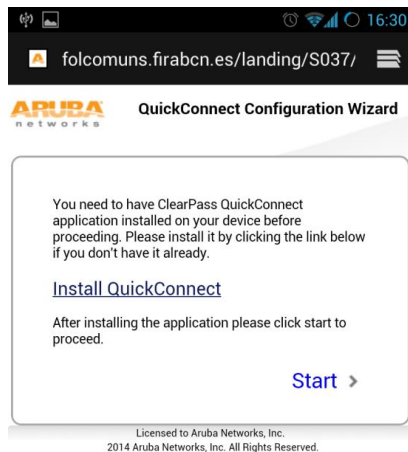 16:30
folcomuns.firabcn.es/landing/S037/
ARUBA
networks
QuickConnect Configuration Wizard
You need to have ClearPass QuickConnect
application installed on your device before
proceeding. Please install it by clicking the link below
if you don't have it already.
Install QuickConnect
After installing the application please click start to
proceed.
Start >
Licensed to Aruba Networks, Inc.
2014 Aruba Networks, Inc. All Rights Reserved.